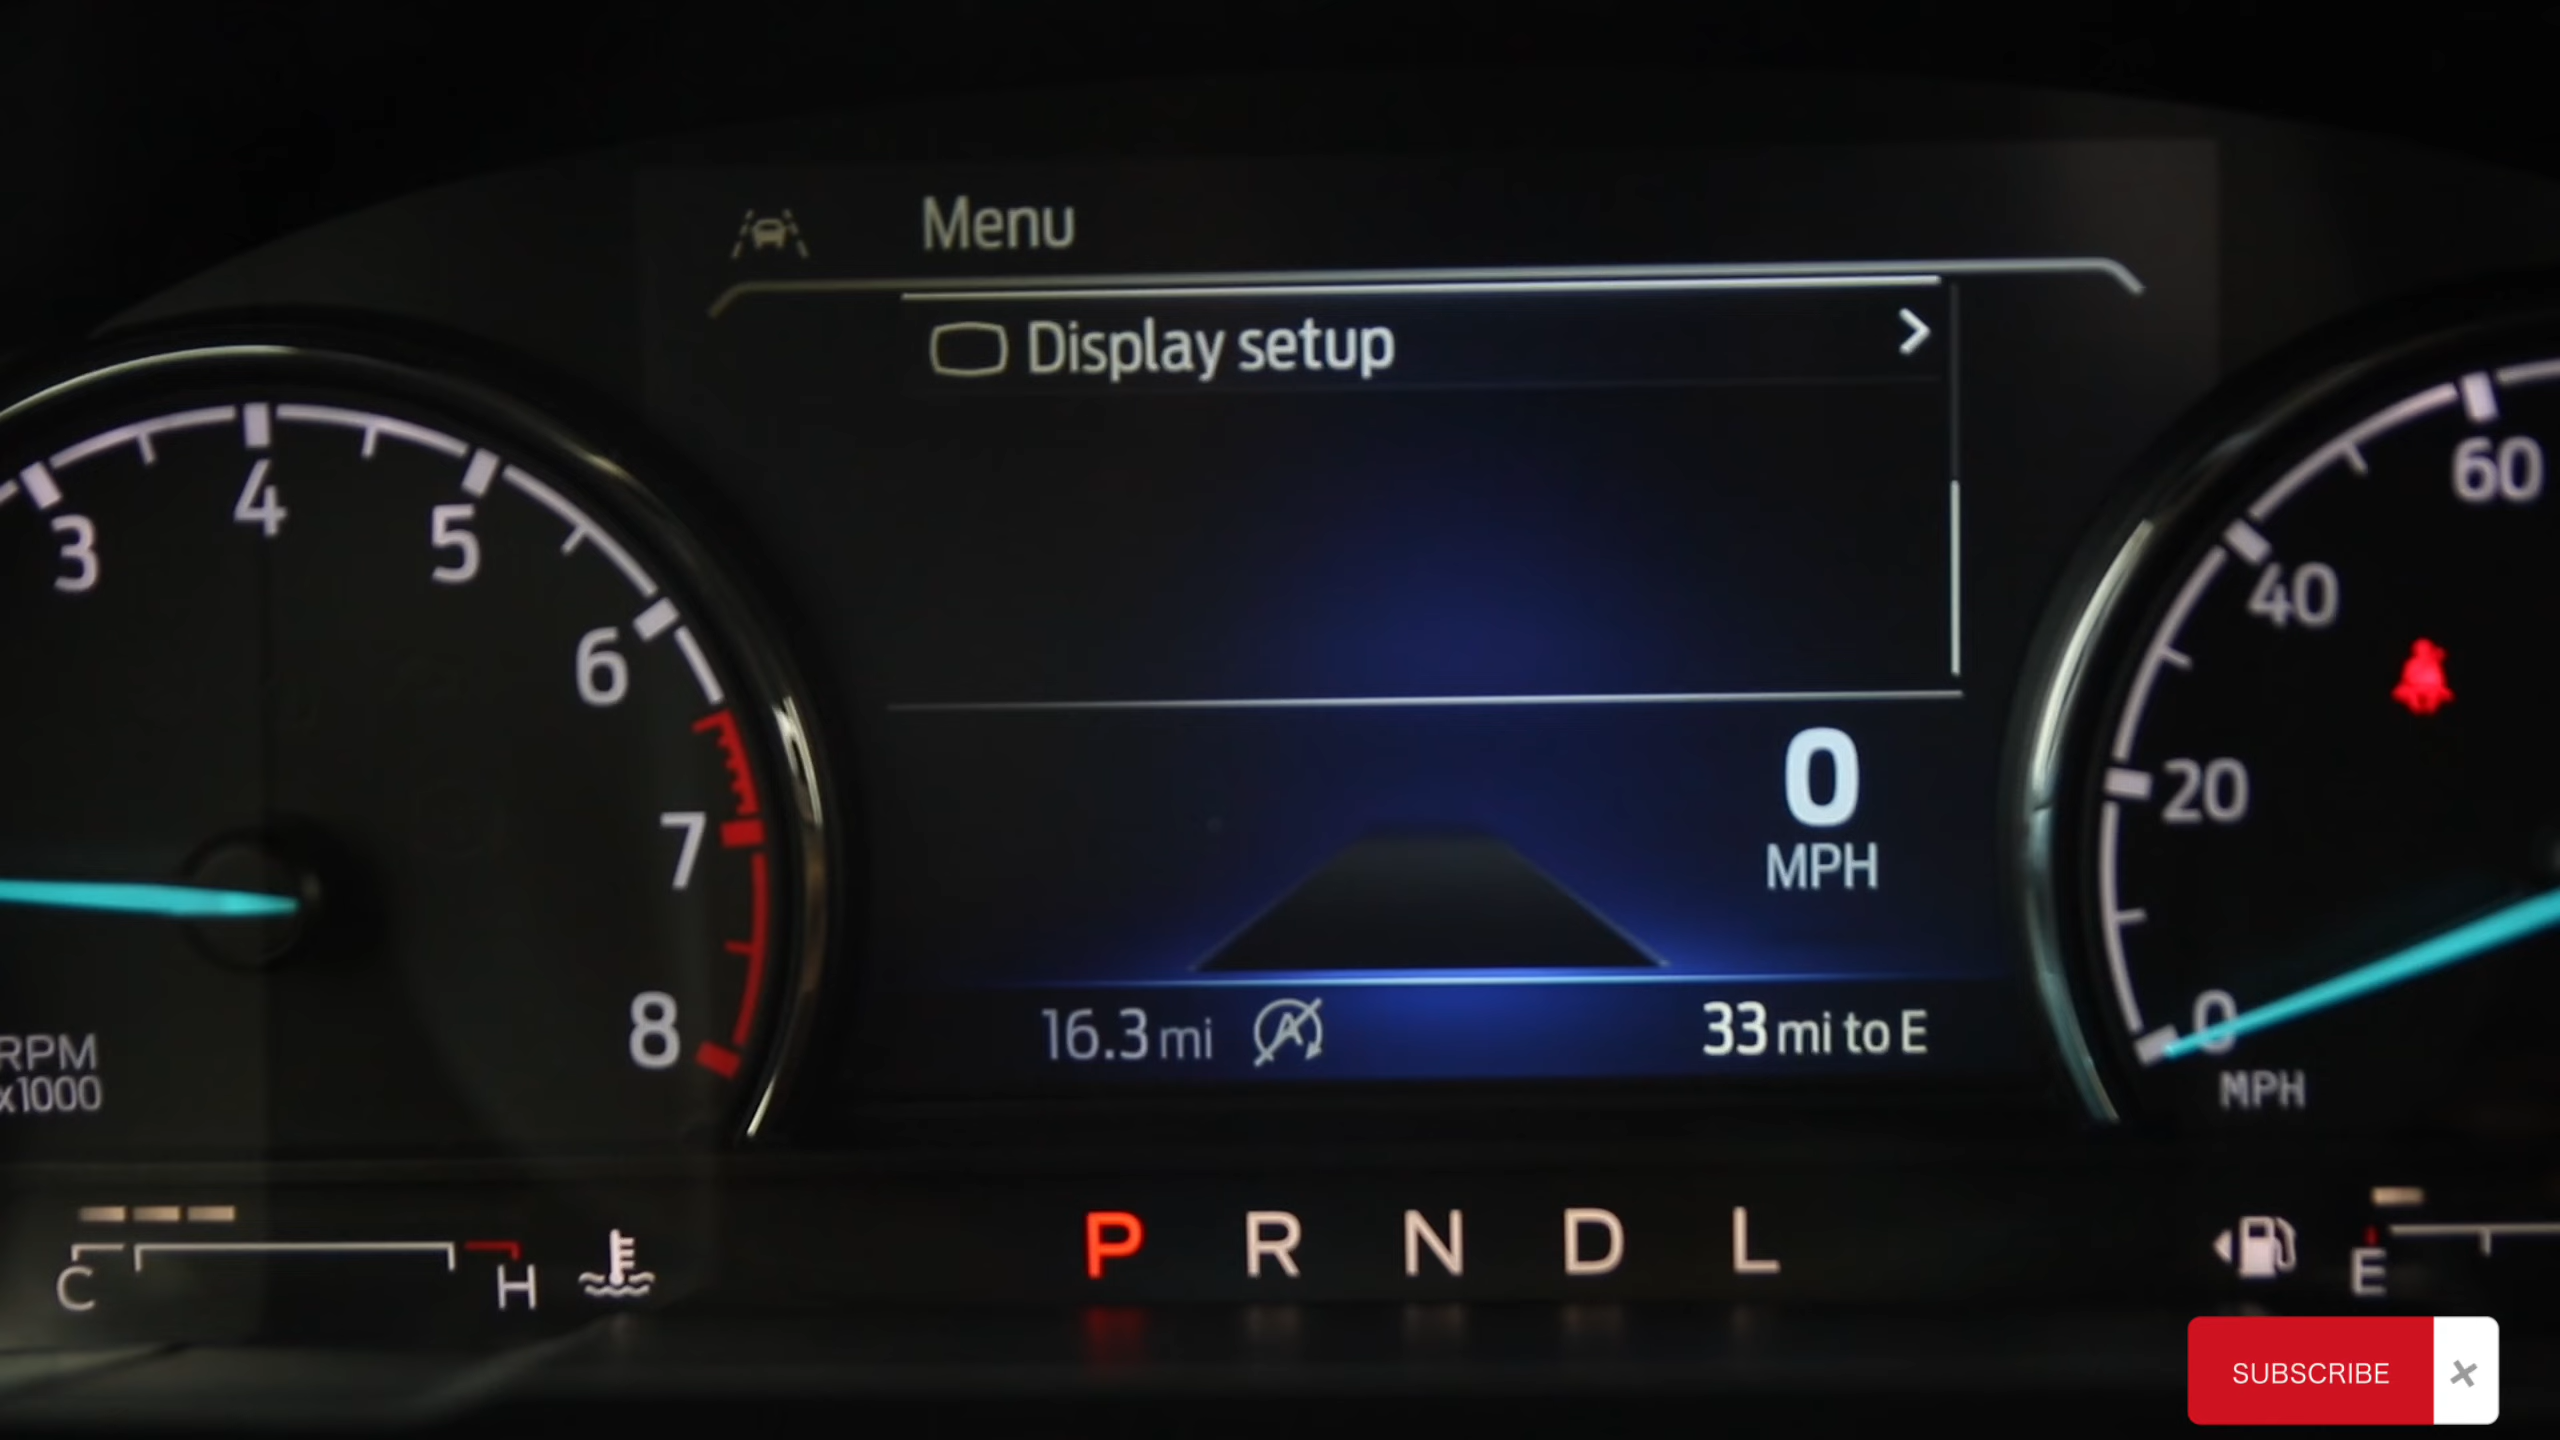 Menu
Display setup
3
4
5
6
7
8
RPM
x1000
0
MPH
16.3 mi
A
33 mi to E
60
40
20
0
MPH
C
H
P R N D L
E
SUBSCRIBE